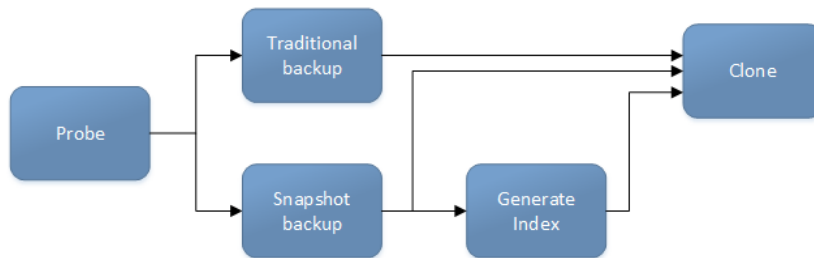 Probe
Traditional
backup
Snapshot
backup
Generate
Index
Clone